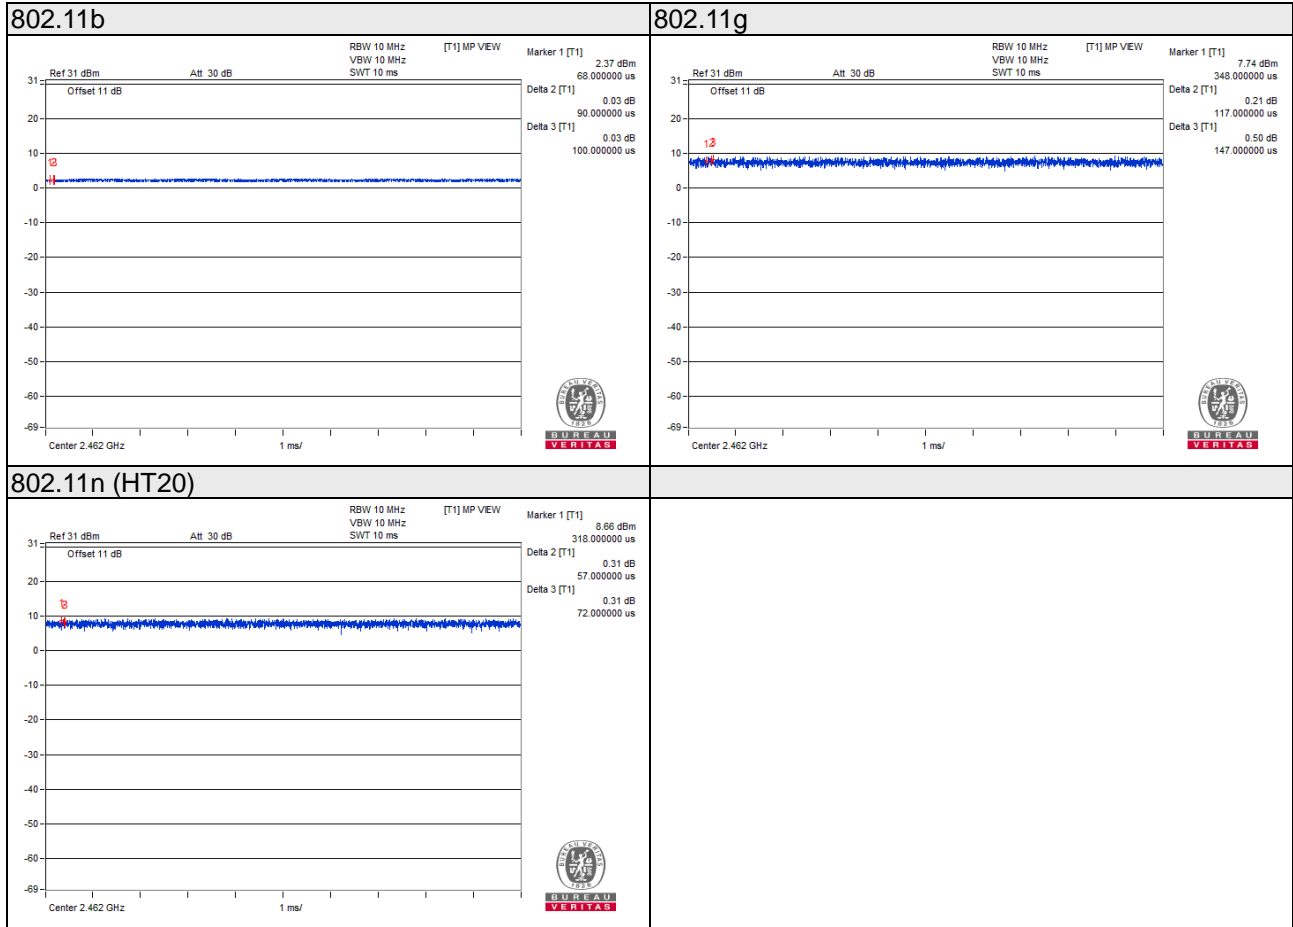 802.11b
RBW 10 MHz [T1] MP VIEW
VBW 10 MHz
Ref 31 dBm Att 30 dB SWT 10 ms
Marker 1 [T1]
2.37 dBm
68.000000 us
Delta 2 [T1]
0.03 dB
90.000000 us
Delta 3 [T1]
0.03 dB
100.000000 us
Offset 11 dB
31
20
10
0
-10
-20
-30
-40
-50
-60
-69
Center 2.462 GHz 1 ms/
BUREAU VERITAS
1828
BUREAU
VERITAS
802.11g
RBW 10 MHz [T1] MP VIEW
VBW 10 MHz
Ref 31 dBm Att 30 dB SWT 10 ms
Marker 1 [T1]
7.74 dBm
348.000000 us
Delta 2 [T1]
0.21 dB
117.000000 us
Delta 3 [T1]
0.50 dB
147.000000 us
Offset 11 dB
31
20
10
0
-10
-20
-30
-40
-50
-60
-69
Center 2.462 GHz 1 ms/
BUREAU VERITAS
1828
BUREAU
VERITAS
802.11n (HT20)
RBW 10 MHz [T1] MP VIEW
VBW 10 MHz
Ref 31 dBm Att 30 dB SWT 10 ms
Marker 1 [T1]
8.66 dBm
318.000000 us
Delta 2 [T1]
0.31 dB
57.000000 us
Delta 3 [T1]
0.31 dB
72.000000 us
Offset 11 dB
31
20
10
0
-10
-20
-30
-40
-50
-60
-69
Center 2.462 GHz 1 ms/
BUREAU VERITAS
1828
BUREAU
VERITAS